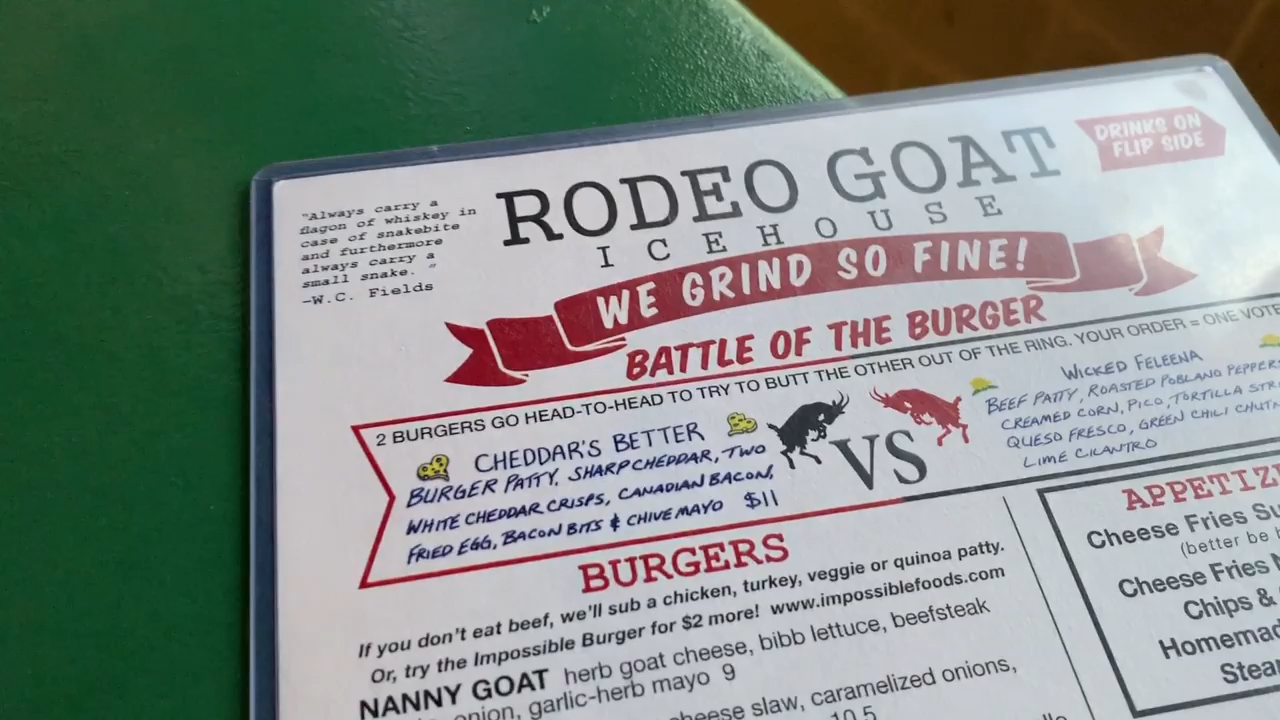 "Always carry a
flagon of whiskey in
case of snakebite
and furthermore
always carry a
small snake. "
—W.C. Fields
RODEO GOAT
ICEHOUSE
DRINKS ON
FLIP SIDE
WE GRIND SO FINE!
BATTLE OF THE BURGER
2 BURGERS GO HEAD-TO-HEAD TO TRY TO BUTT THE OTHER OUT OF THE RING. YOUR ORDER = ONE VOTE
CHEDDAR'S BETTER
BURGER PATTY, SHARP CHEDDAR, TWO
WHITE CHEDDAR CRISPS, CANADIAN BACON,
FRIED EGG, BACON BITS & CHIVE MAYO $11
VS
WICKED FELEENA
BEEF PATTY, ROASTED POBLANO PEPPERS
CREAMED CORN, PICO, TORTILLA
QUESO FRESCO, GREEN CHILI
LIME CILANTRO
BURGERS
If you don't eat beef, we'll sub a chicken, turkey, veggie or quinoa patty.
Or, try the Impossible Burger for $2 more! www.impossiblefoods.com
NANNY GOAT herb goat cheese, bibb lettuce, beefsteak
onion, garlic-herb mayo 9
cheese slaw, caramelized onions,
10.5
Cheese Fries
(better be
Cheese Fries
Chips &